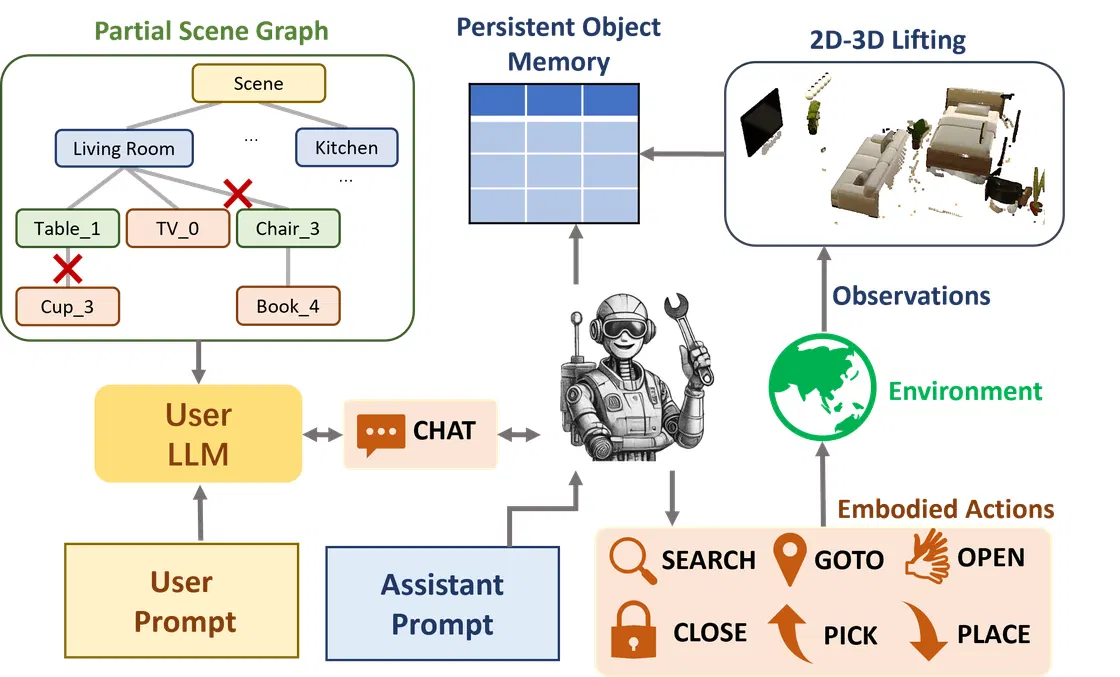 Partial Scene Graph
Scene
Living Room
...
Kitchen
...
Table_1
TV_0
Chair_3
Cup_3
Book_4
Persistent Object
Memory
2D-3D Lifting
Observations
Environment
User
LLM
CHAT
Embodied Actions
User
Prompt
Assistant
Prompt
SEARCH
GOTO
OPEN
CLOSE
PICK
PLACE